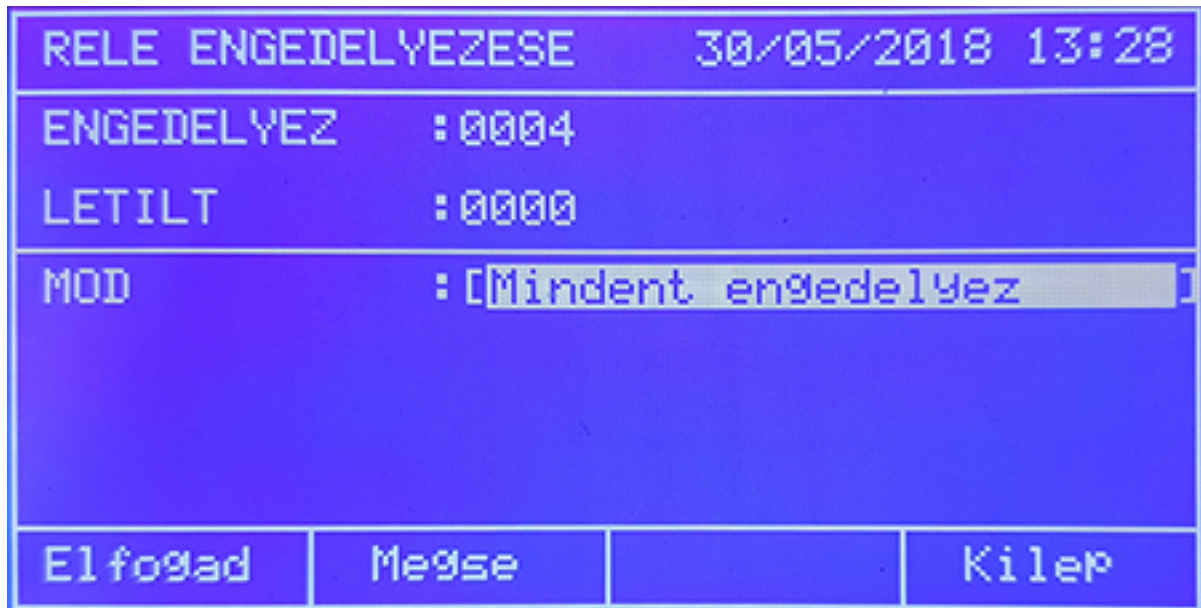 RELE ENGEDELYEZESE 30/05/2018 13:28
ENGEDELYEZ :0004
LETILT :0000
MOD :[Mindent engedelyez ]
Elfogad Megse Kilep